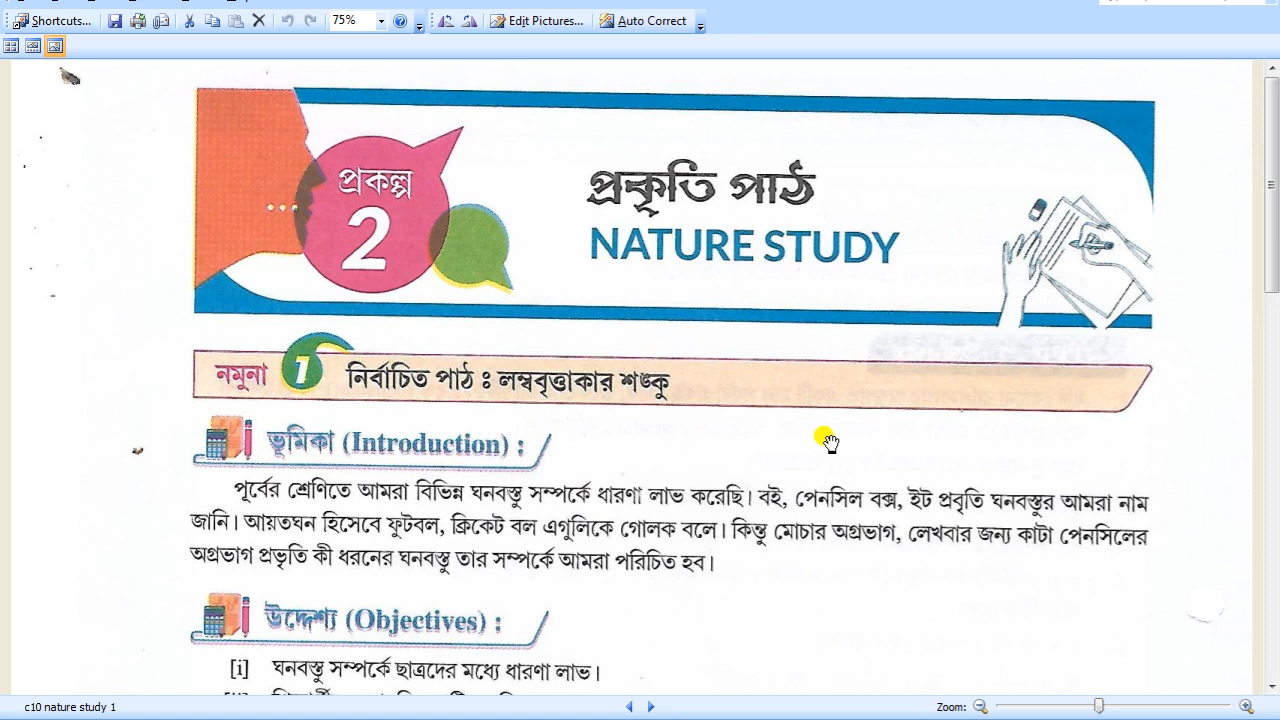 Shortcuts...
75%
Edit Pictures...
Auto Correct
প্রকল্প
2
প্রকৃতি পাঠ
NATURE STUDY
নমুনা 1 নির্বাচিত পাঠ ঃ লম্ববৃত্তাকার শঙ্কু
ভূমিকা (Introduction) :
পূর্বের শ্রেণিতে আমরা বিভিন্ন ঘনবস্তু সম্পর্কে ধারণা লাভ করেছি। বই, পেনসিল বক্স, ইট প্রবৃতি ঘনবস্তুর আমরা নাম
জানি। আয়তঘন হিসেবে ফুটবল, ক্রিকেট বল এগুলিকে গোলক বলে। কিন্তু মোচার অগ্রভাগ, লেখবার জন্য কাটা পেনসিলের
অগ্রভাগ প্রভৃতি কী ধরনের ঘনবস্তু তার সম্পর্কে আমরা পরিচিত হব।
উদ্দেশ্য (Objectives) :
[i] ঘনবস্তু সম্পর্কে ছাত্রদের মধ্যে ধারণা লাভ।
c10 nature study 1
Zoom: